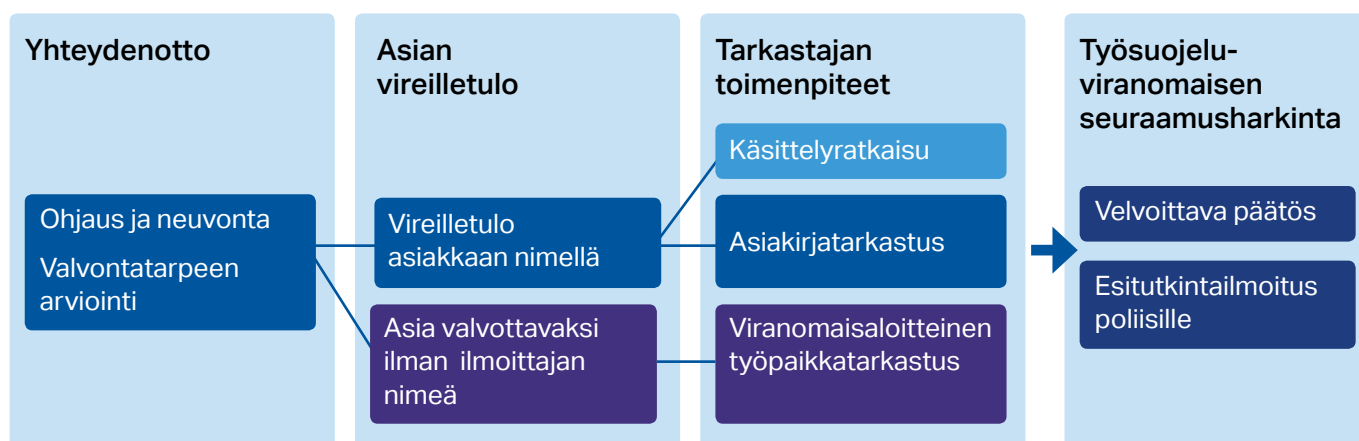 Yhteydenotto
Ohjaus ja neuvonta
Valvontatarpeen
arviointi
Asian
vireilletulo
Vireilletulo
asiakkaan nimellä
Asia valvottavaksi
ilman ilmoittajan
nimeä
Tarkastajan
toimenpiteet
Käsittelyratkaisu
Asiakirjatarkastus
Viranomaisaloitteinen
työpaikkatarkastus
Työsuojelu-
viranomaisen
seuraamusharkinta
Velvoittava päätös
Esitutkintailmoitus
poliisille